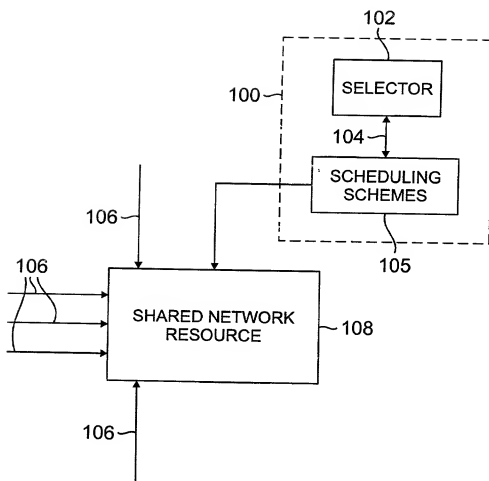 102
SELECTOR
100
104
SCHEDULING
SCHEMES
105
106
106
SHARED NETWORK
RESOURCE
108
106